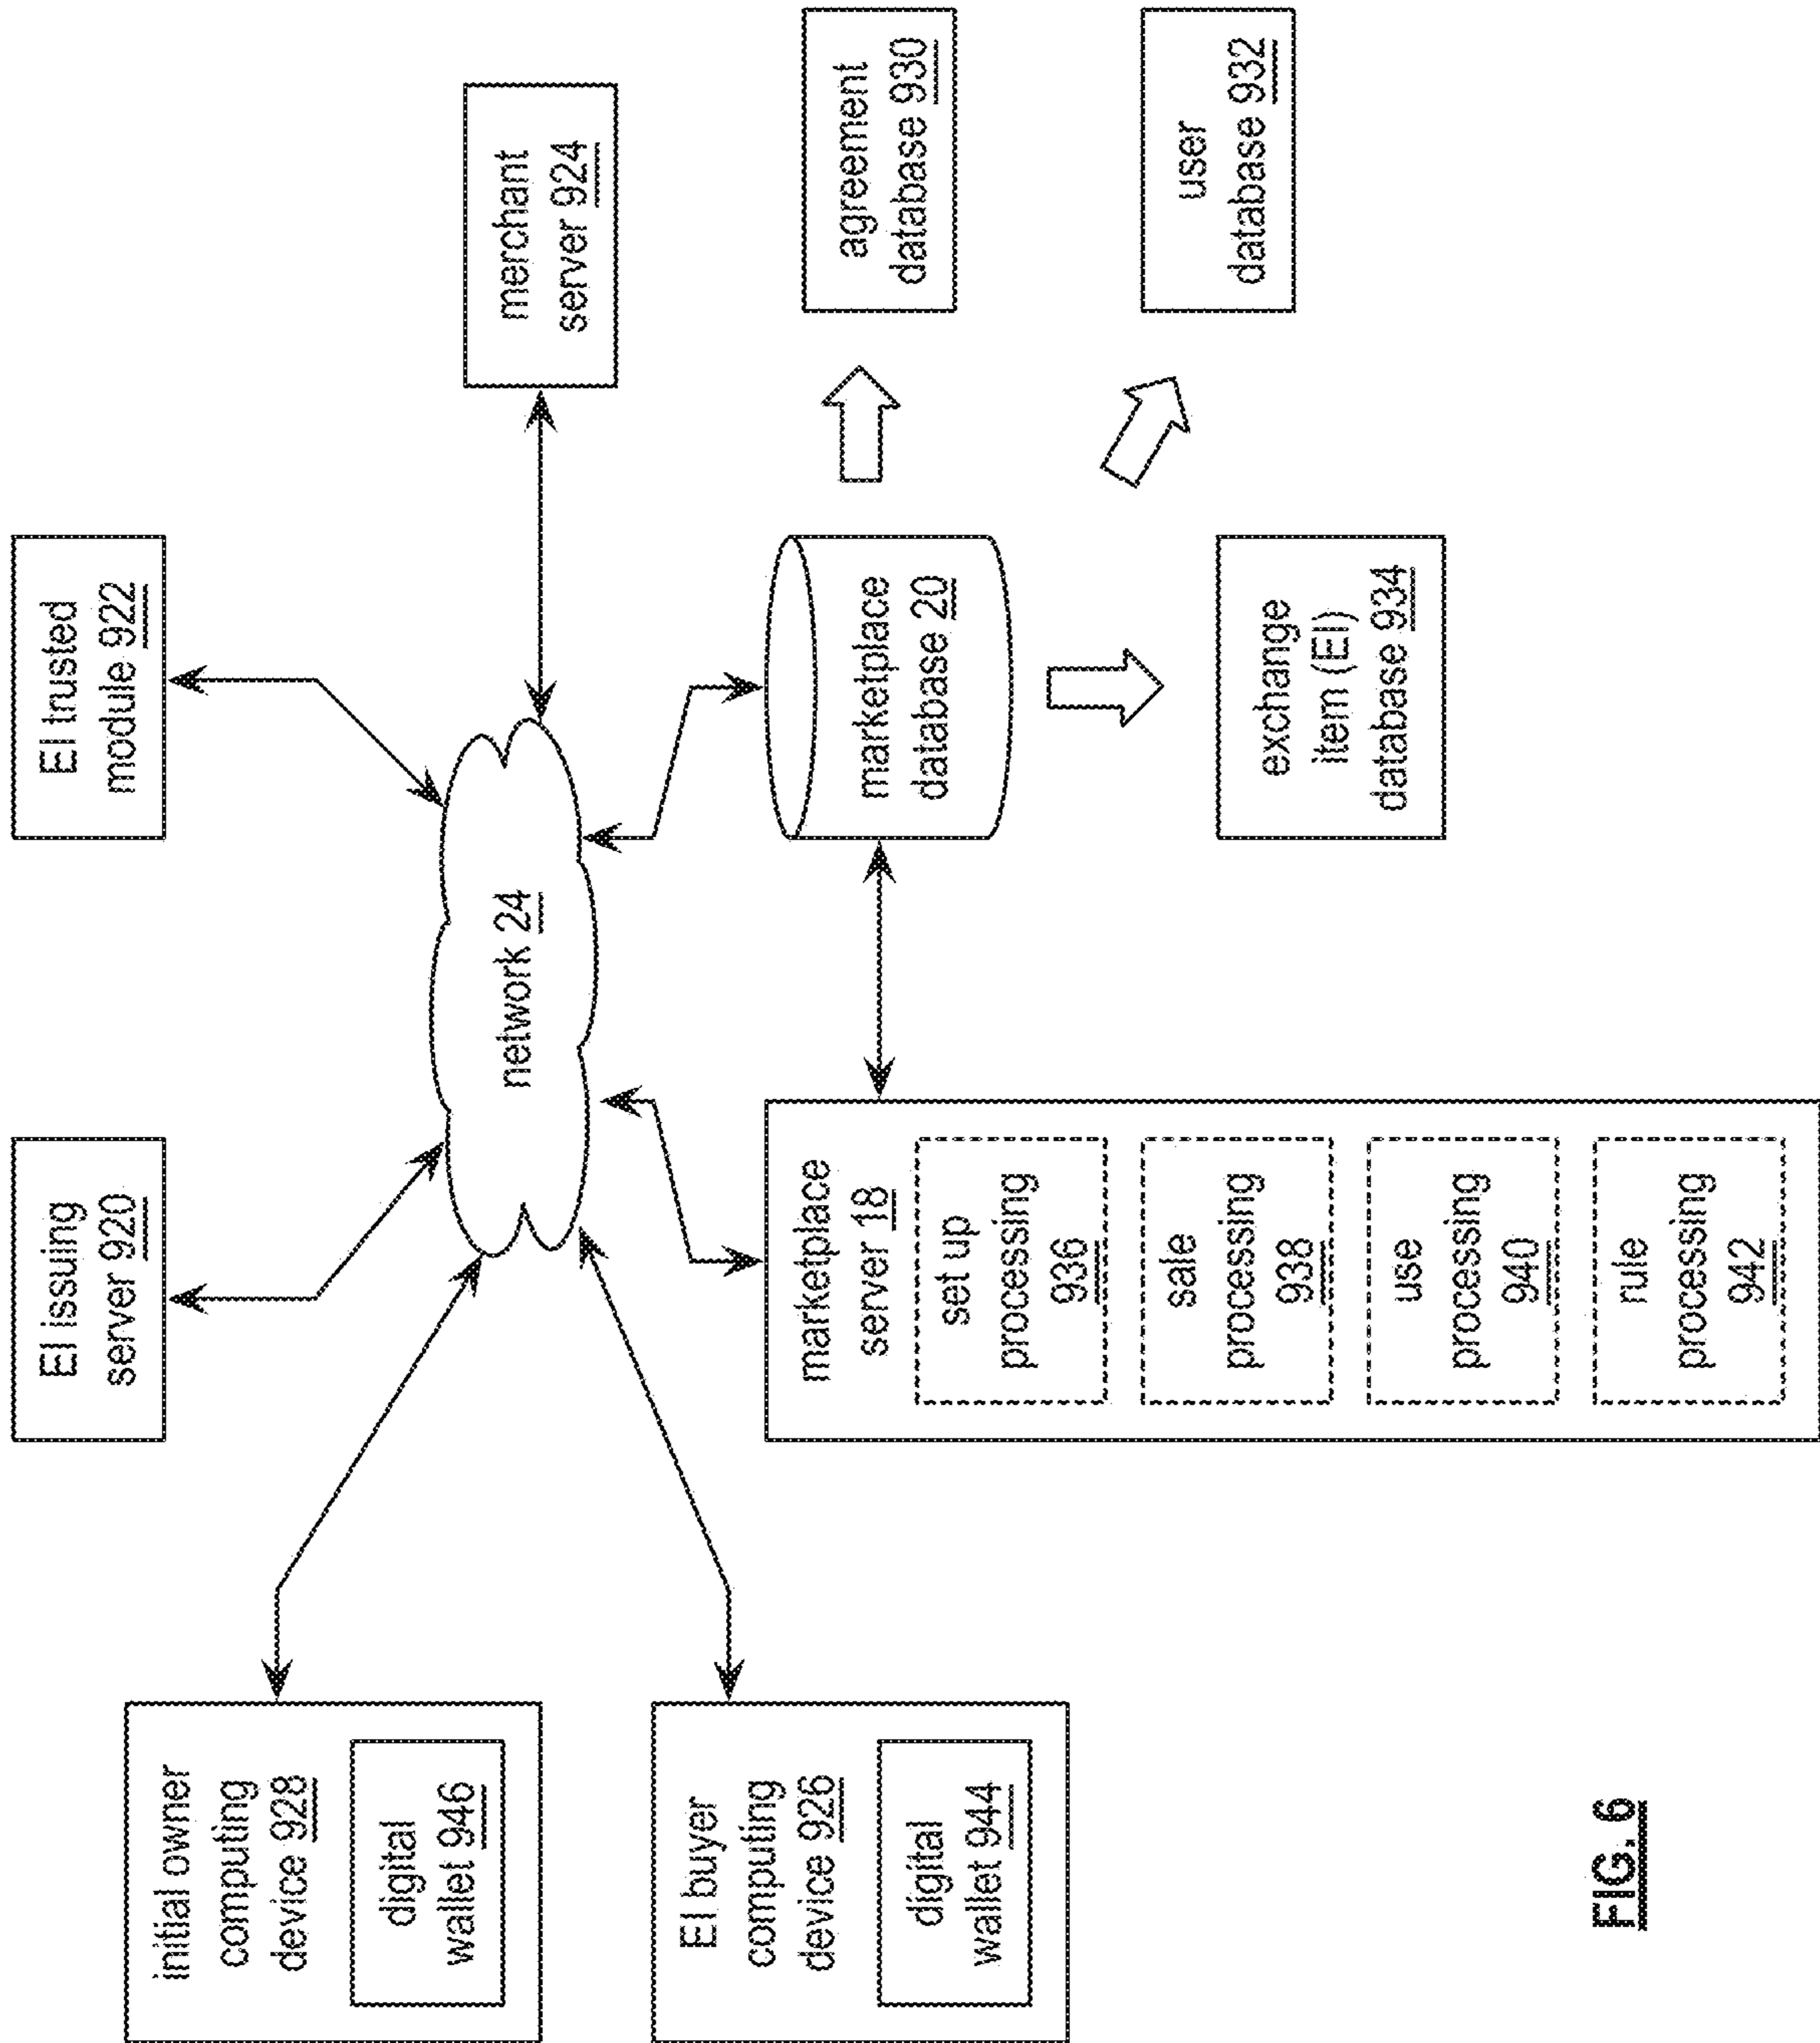 EI issuing
server 920
EI trusted
module 922
initial owner
computing
device 928
digital
wallet 946
network 24
merchant
server 924
EI buyer
computing
device 926
digital
wallet 944
marketplace
server 18
set up
processing
936
sale
processing
938
use
processing
940
rule
processing
942
marketplace
database 20
agreement
database 930
user
database 932
exchange
item (EI)
database 934
FIG. 6